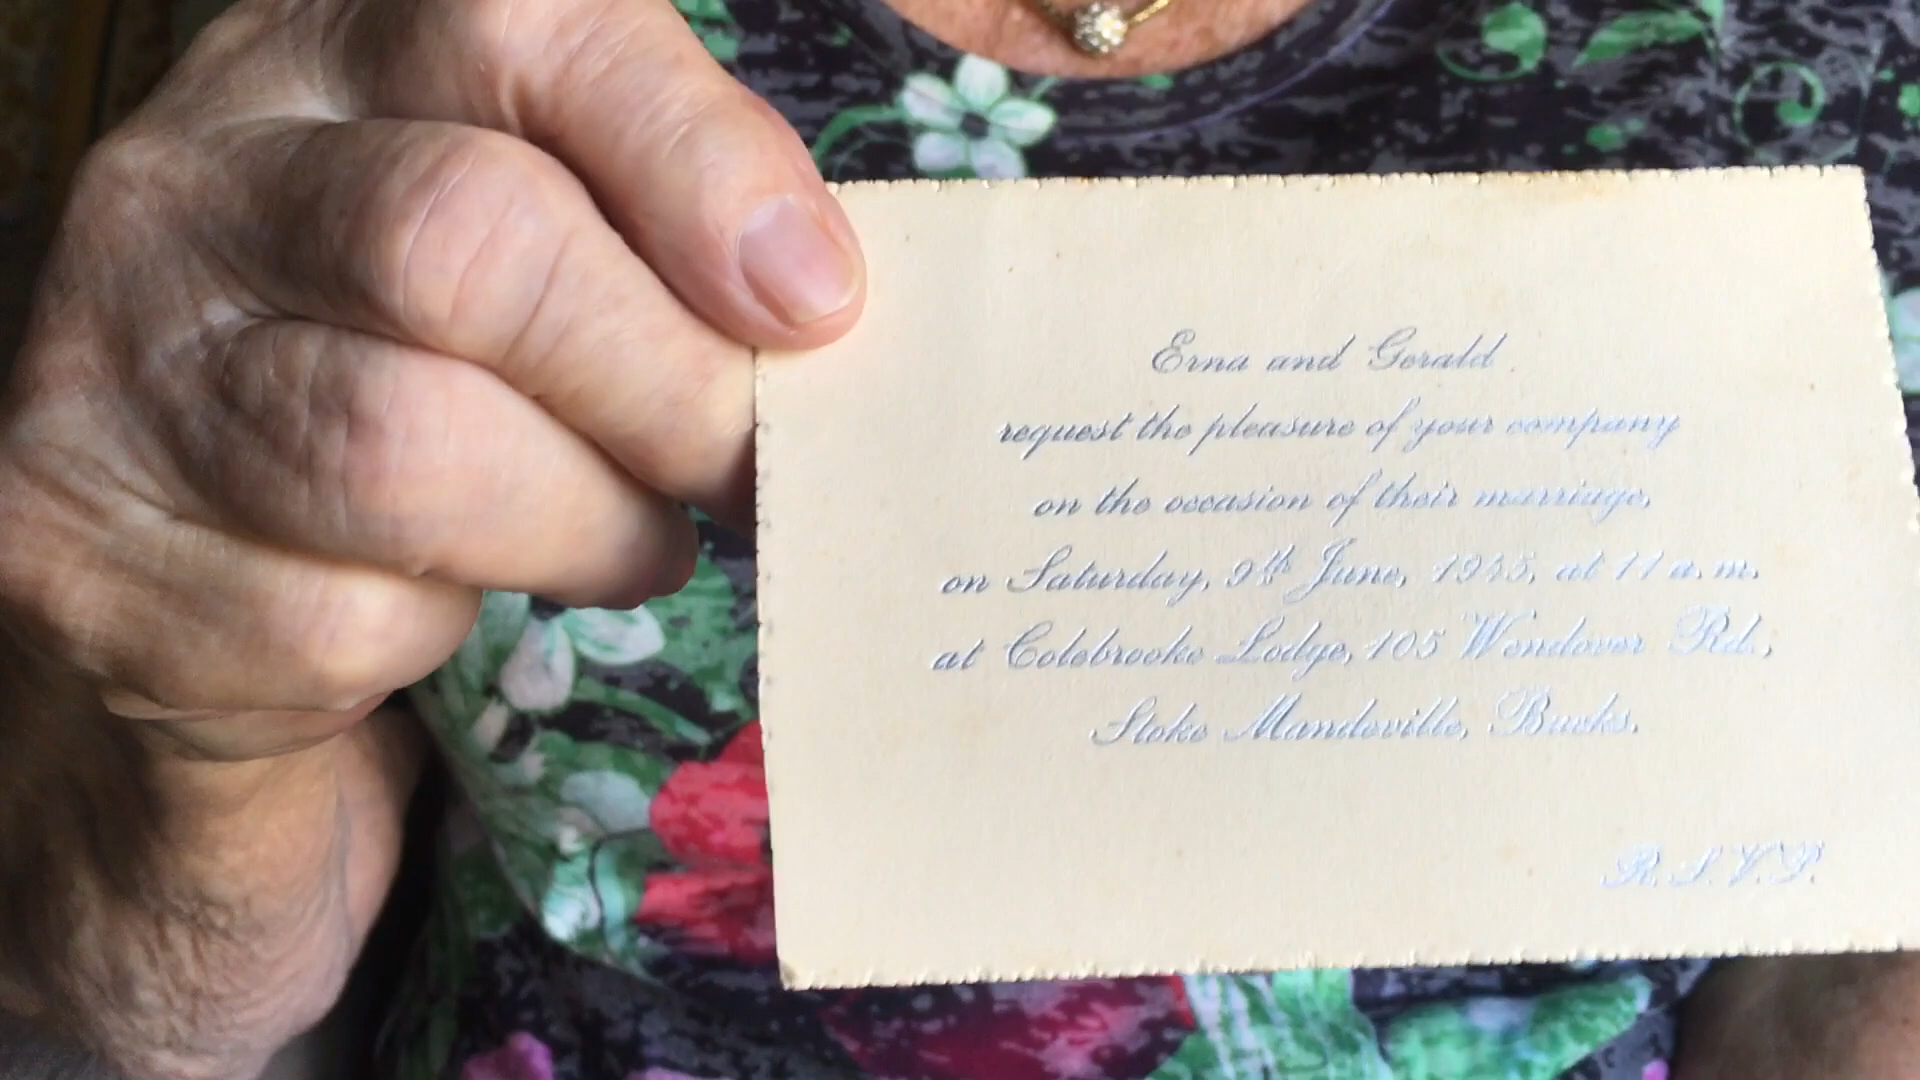 Erna and Gerald
request the pleasure of your company
on the occasion of their marriage,
on Saturday, 9th June, 1945, at 11 a.m.
at Colebrooke Lodge, 105 Wendover Rd.,
Stoke Mandeville, Bucks.
R.S.V.P.